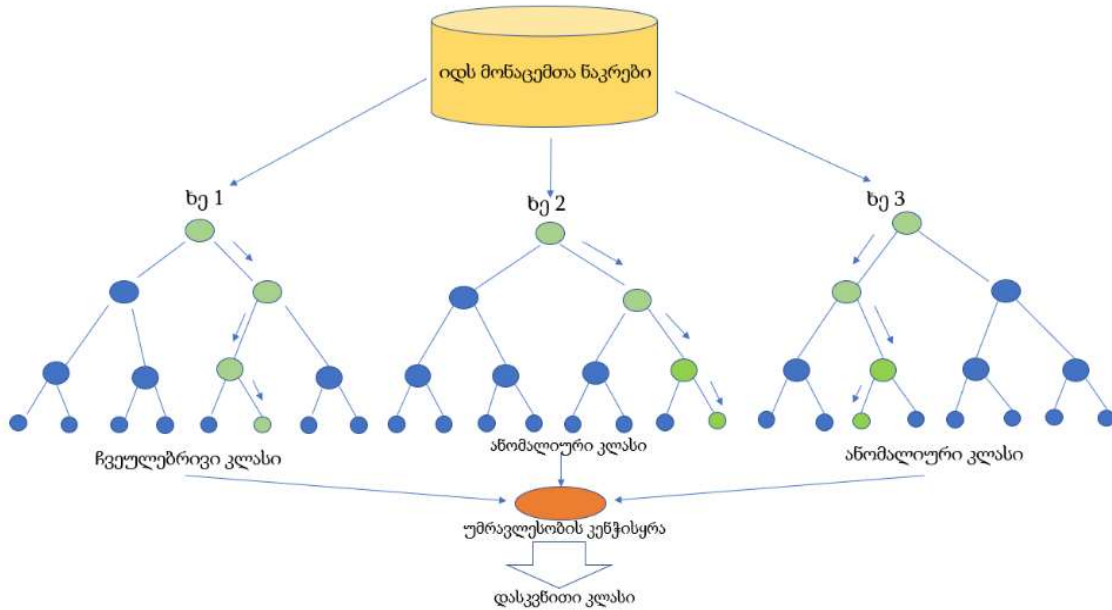 იდს მონაცემთა ნაკრები
ხე 1
ხე 2
ხე 3
ჩვეულებრივი კლასი
ანომალიური კლასი
ანომალიური კლასი
უმრავლესობის კენჭისყრა
დასკვნითი კლასი